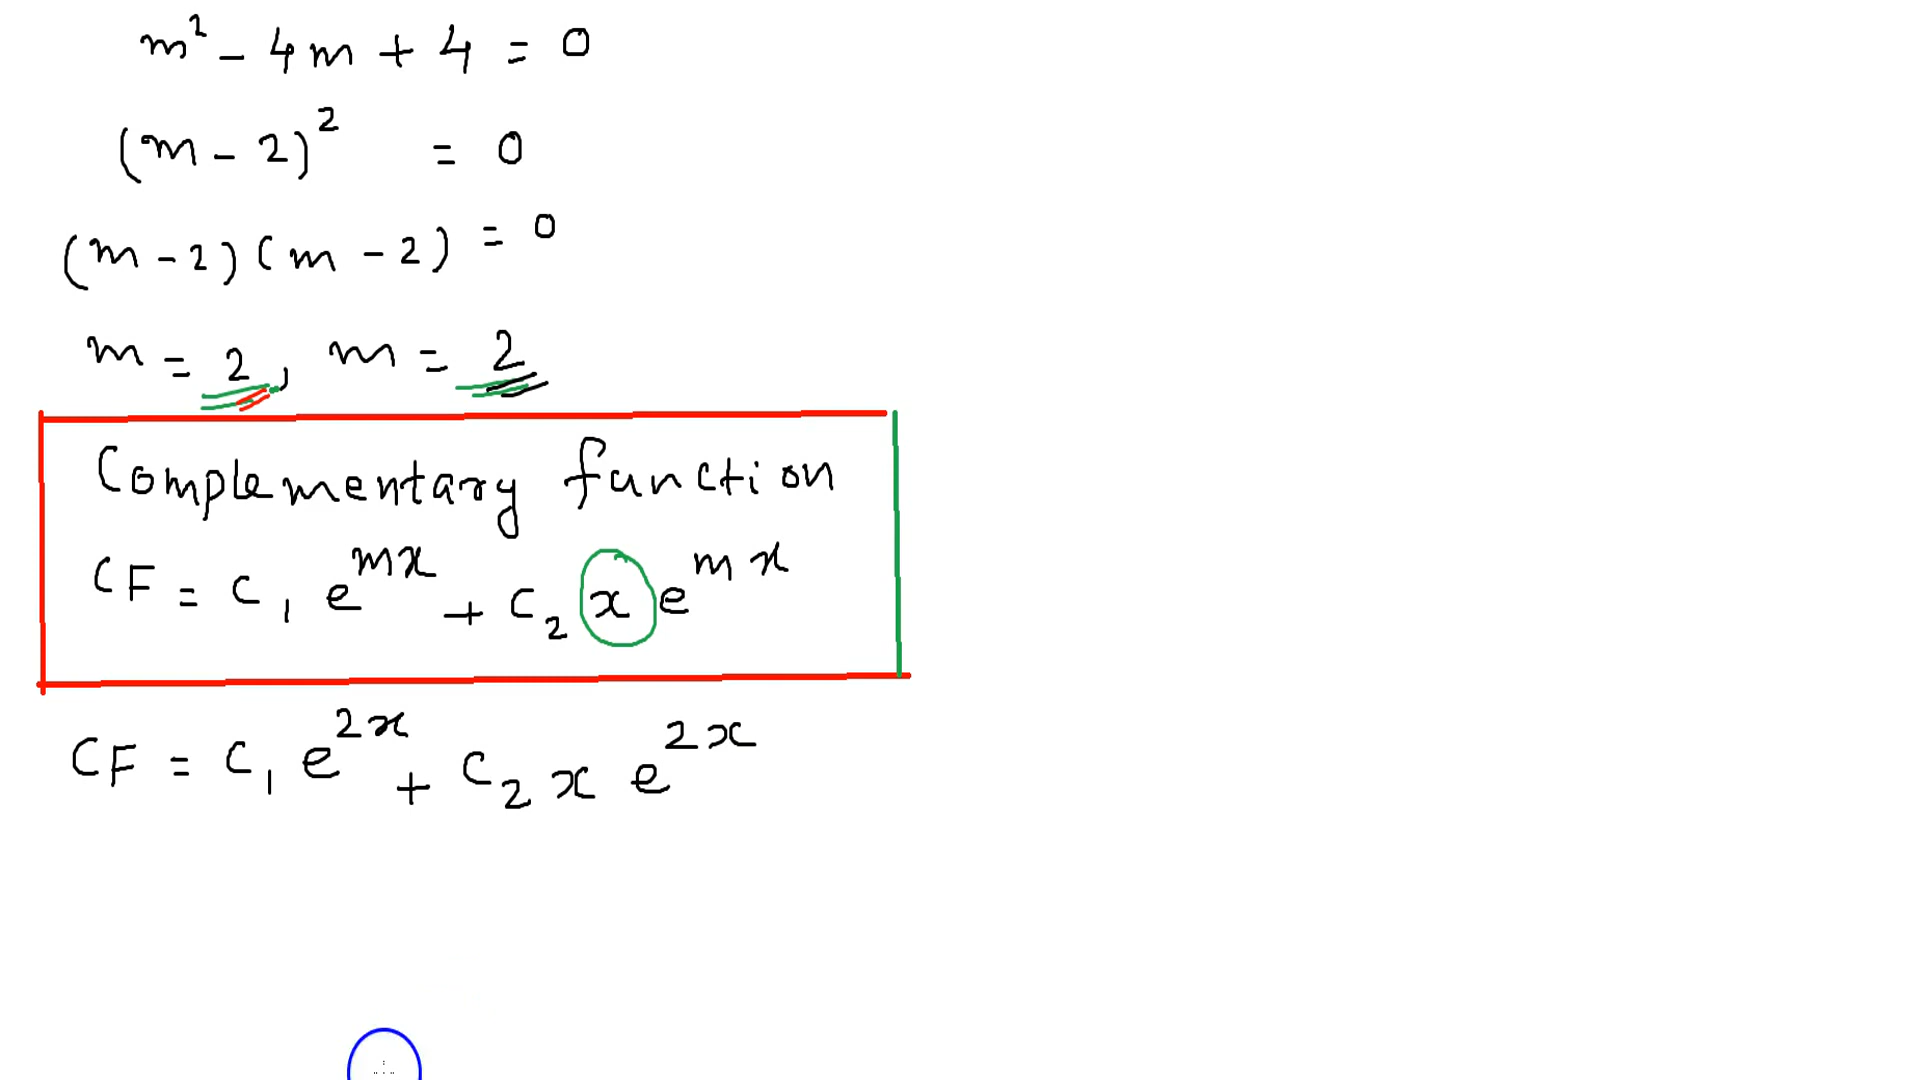 m² - 4m + 4 = 0
(m - 2)² = 0
(m - 2) (m - 2) = 0
m = 2, m = 2
Complementary function
CF = C₁ e^{mx} + C₂ x e^{mx}
CF = C₁ e^{2x} + C₂ x e^{2x}